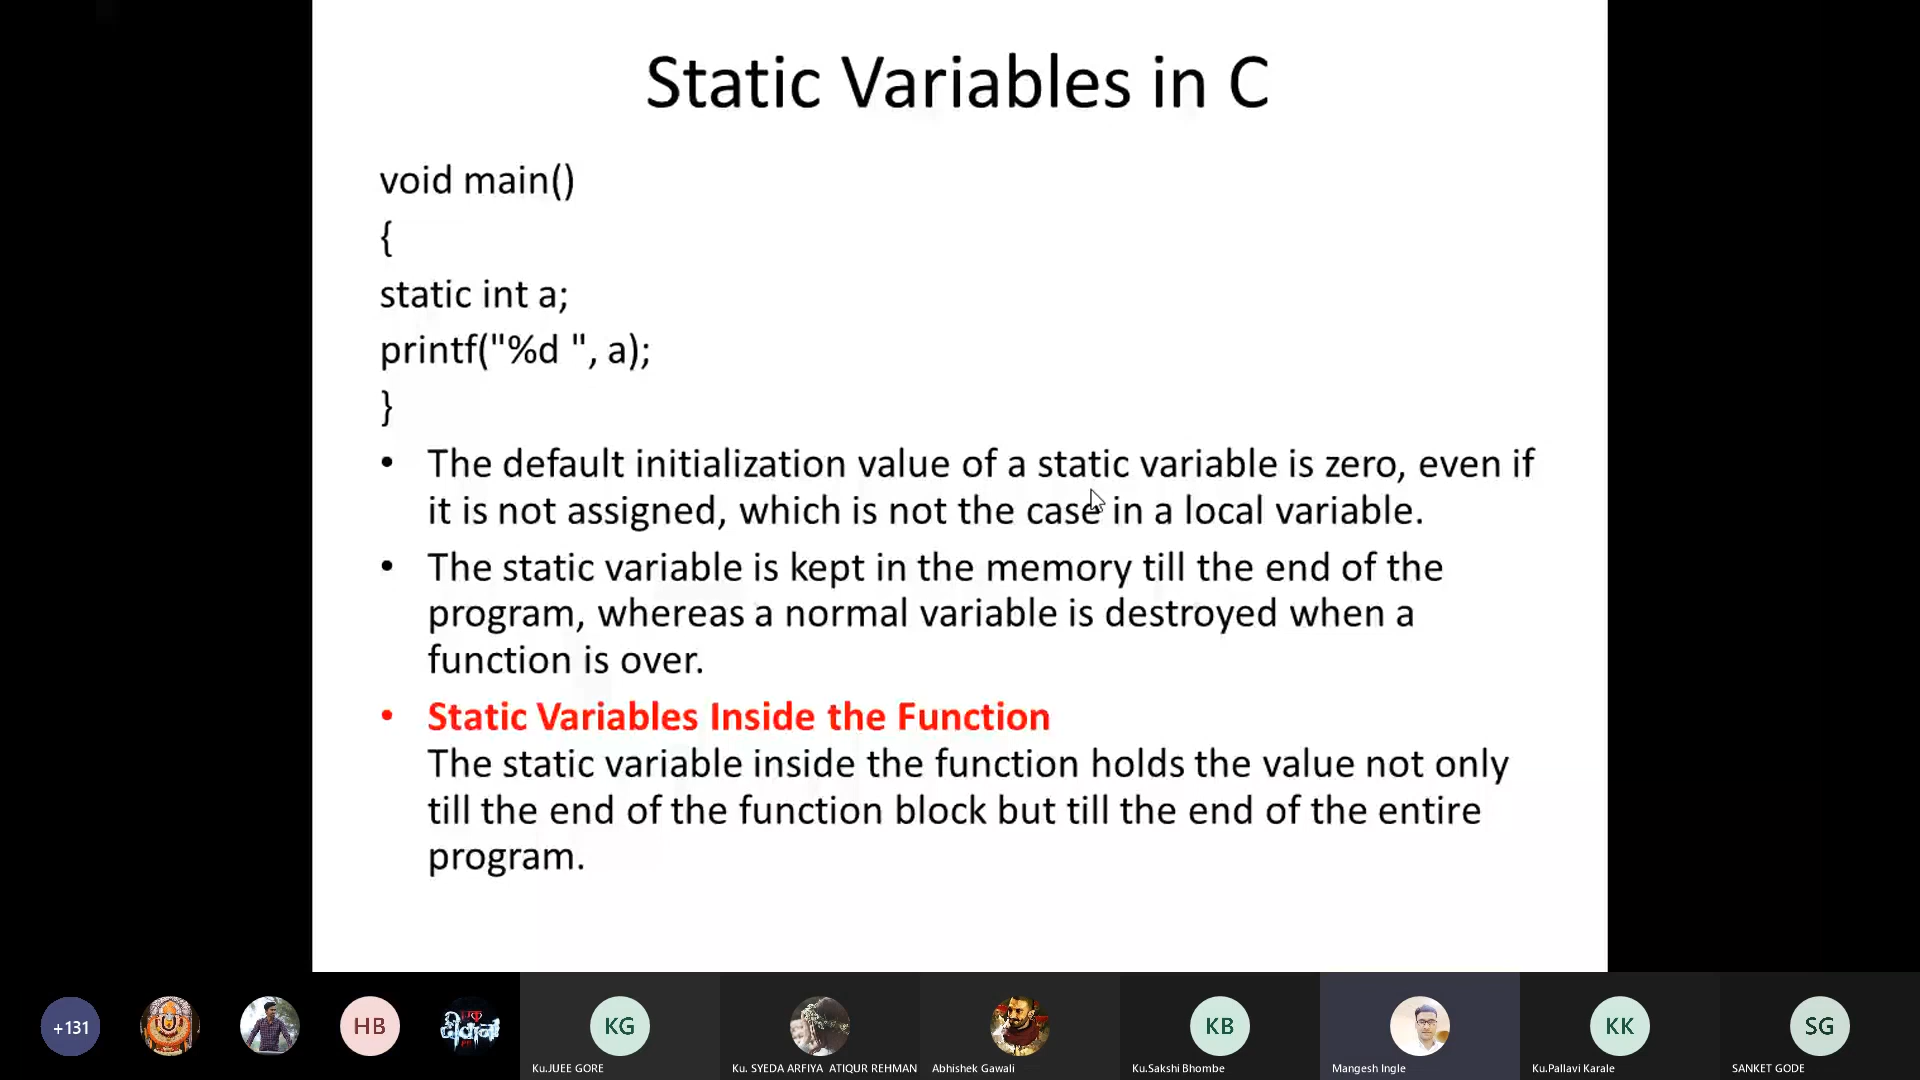 Static Variables in C
void main()
{
static int a;
printf("%d ", a);
}
• The default initialization value of a static variable is zero, even if
it is not assigned, which is not the case in a local variable.
• The static variable is kept in the memory till the end of the
program, whereas a normal variable is destroyed when a
function is over.
• Static Variables Inside the Function
The static variable inside the function holds the value not only
till the end of the function block but till the end of the entire
program.
+131
HB
KG
KB
KK
SG
Ku.JUEE GORE
Ku. SYEDA ARFIYA ATIQUR REHMAN
Abhishek Gawali
Ku.Sakshi Bhombe
Mangesh Ingle
Ku.Pallavi Karale
SANKET GODE